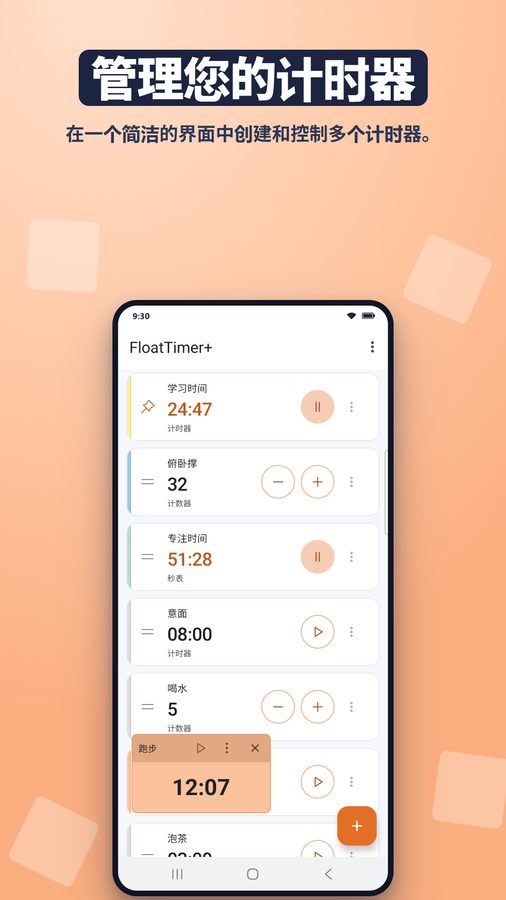 管理您的计时器
在一个简洁的界面中创建和控制多个计时器。
9:30
FloatTimer+
学习时间
24:47
计时器
俯卧撑
32
计数器
专注时间
51:28
秒表
意面
08:00
计时器
喝水
5
计数器
跑步
12:07
泡茶